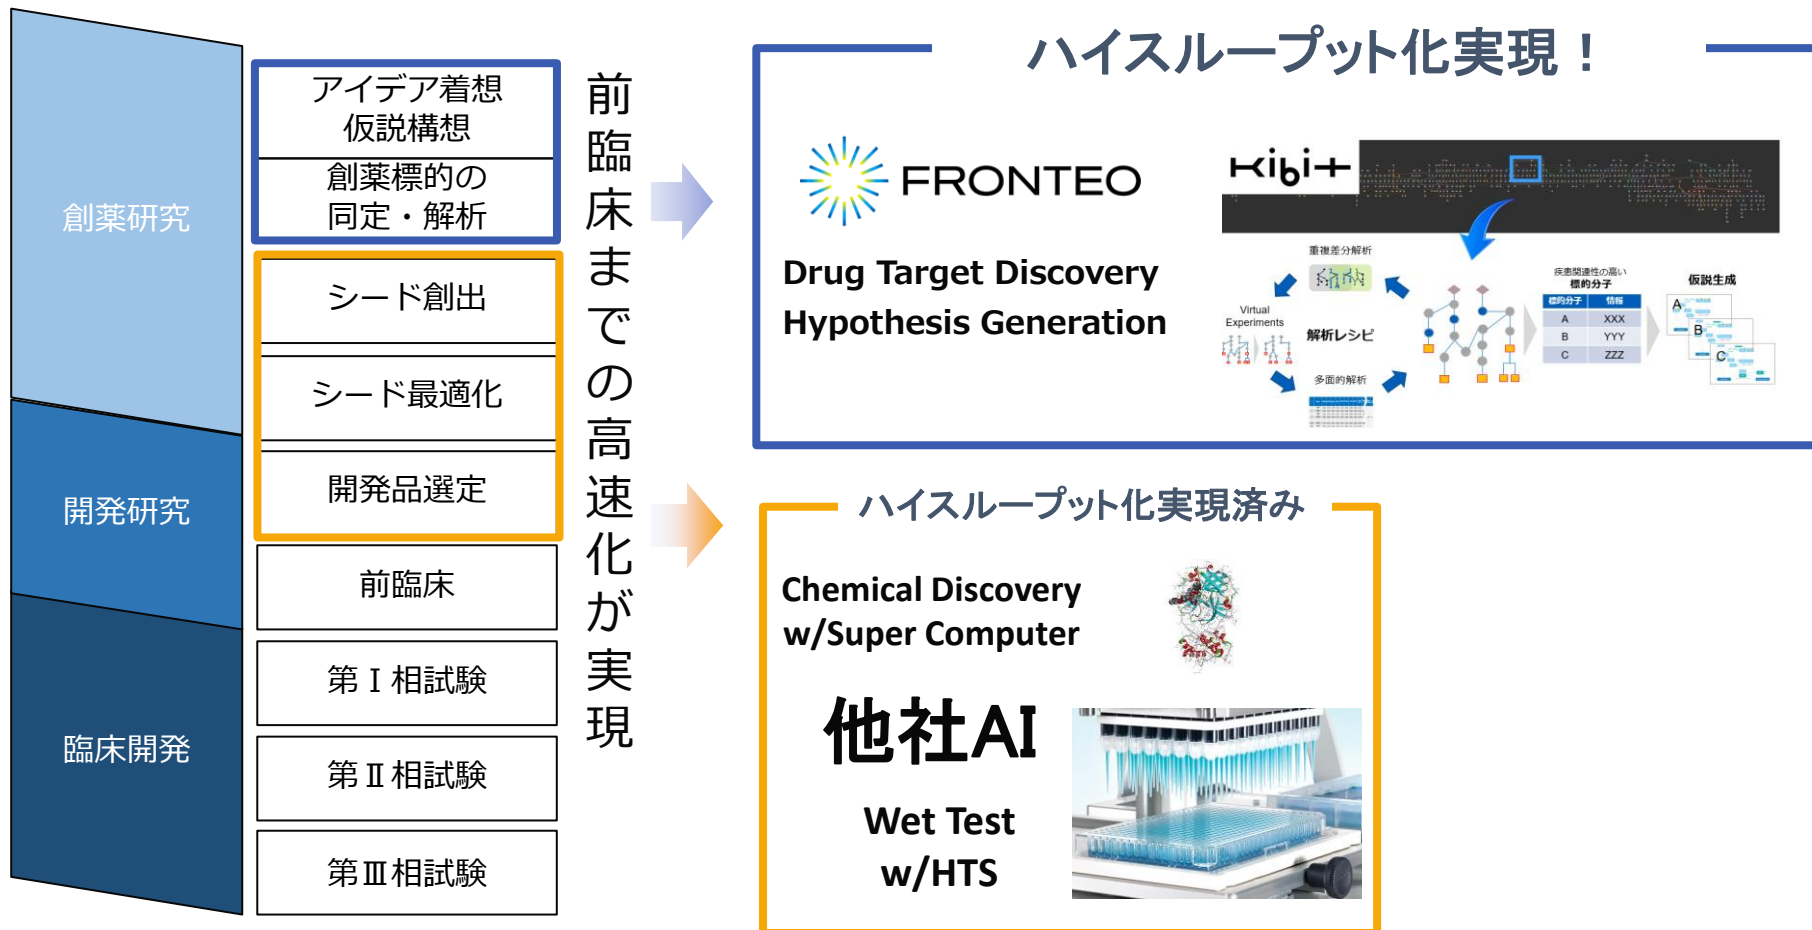 創薬研究
開発研究
臨床開発
アイデア着想
仮説構想
創薬標的の
同定・解析
シード創出
シード最適化
開発品選定
前臨床
第Ⅰ相試験
第Ⅱ相試験
第Ⅲ相試験
前臨床までの高速化が実現
ハイスループット化実現！
FRONTEO
Drug Target Discovery
Hypothesis Generation
kibit
重複差分解析
Virtual
Experiments
解析レシピ
多面的解析
疾患関連性の高い
標的分子
標的分子 情報
A XXX
B YYY
C ZZZ
仮説生成
A
B
C
ハイスループット化実現済み
Chemical Discovery
w/Super Computer
他社AI
Wet Test
w/HTS